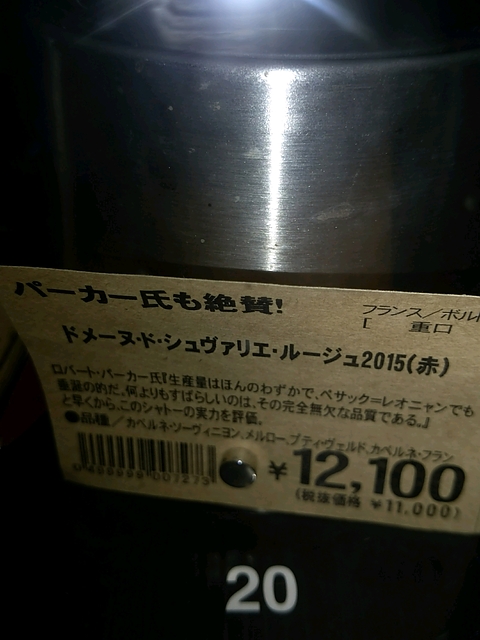 パーカー氏も絶賛!
フランス/ボル
[ 重口
ドメーヌ・ド・シュヴァリエ・ルージュ2015(赤)
ロバート・パーカー氏『生産量はほんのわずかで、ペサック=レオニャンでも
垂涎の的だ。何よりもすばらしいのは、その完全無欠な品質である。』
と早くから、このシャトーの実力を評価。
●品種/カベルネ・ソーヴィニヨン、メルロー、プティ・ヴェルド、カベルネ・フラン
¥12,100
(税抜価格 ¥11,000)
20